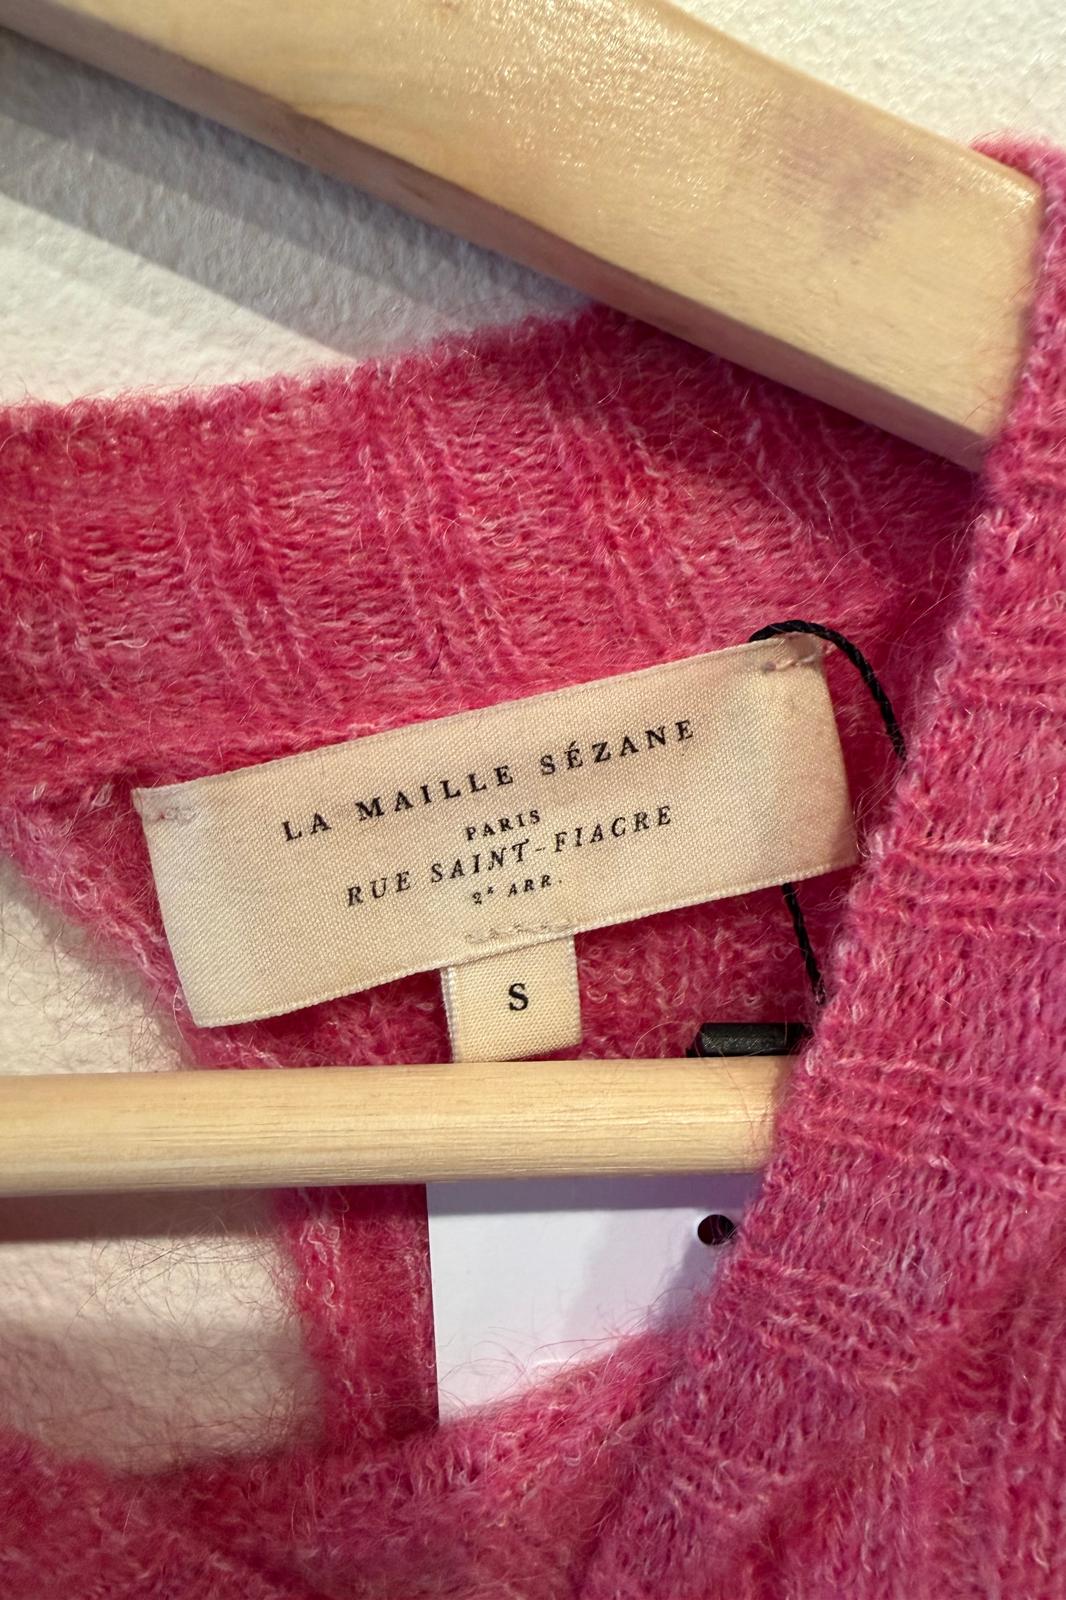 LA MAILLE SÉZANE
PARIS
RUE SAINT-FIACRE
2ᵉ ARR.
S